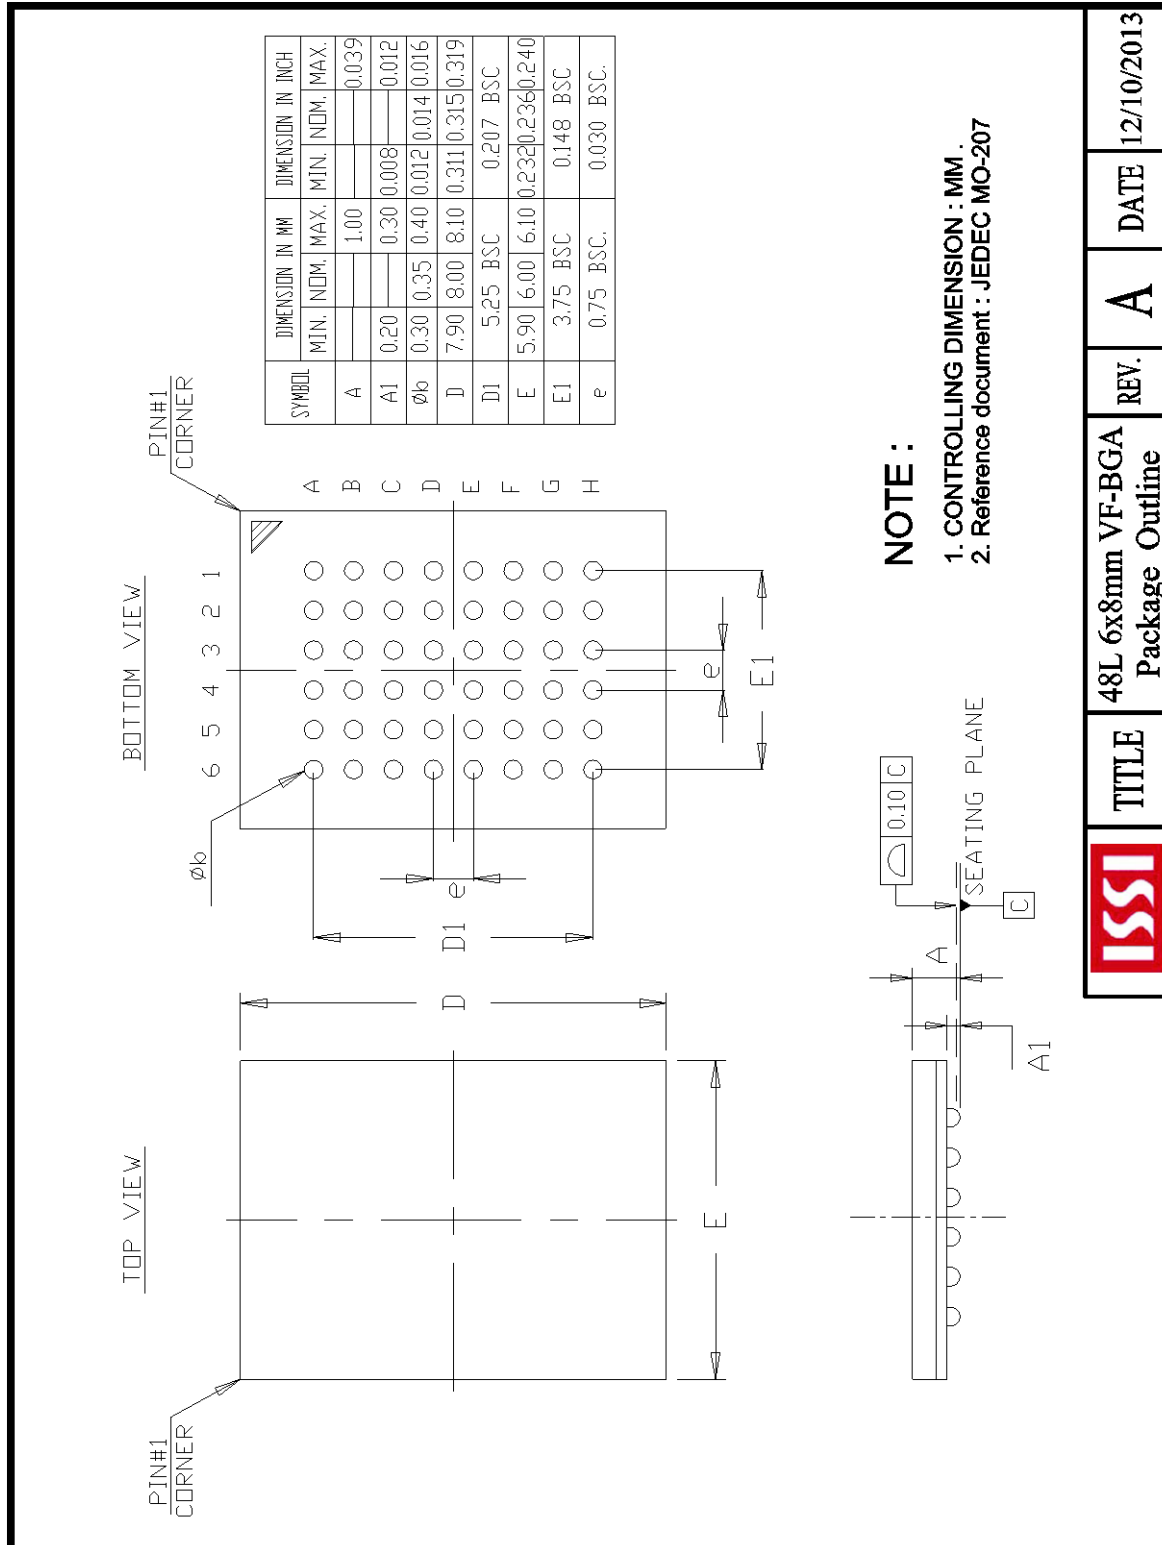 TOP VIEW
PIN#1
CORNER
D
E
BOTTOM VIEW
PIN#1
CORNER
6 5 4 3 2 1
A
B
C
D
E
F
G
H
Øb
D1
e
e
E1
SYMBOL DIMENSION IN MM DIMENSION IN INCH
MIN. NOM. MAX. MIN. NOM. MAX.
A 1.00 0.039
A1 0.20 0.30 0.008 0.012
Øb 0.30 0.35 0.40 0.012 0.014 0.016
D 7.90 8.00 8.10 0.311 0.315 0.319
D1 5.25 BSC 0.207 BSC
E 5.90 6.00 6.10 0.232 0.236 0.240
E1 3.75 BSC 0.148 BSC
e 0.75 BSC. 0.030 BSC.
0.10 C
SEATING PLANE
C
A
A1
NOTE :
1. CONTROLLING DIMENSION : MM .
2. Reference document : JEDEC MO-207
ISSI
TITLE
48L 6x8mm VF-BGA
Package Outline
REV.
A
DATE
12/10/2013